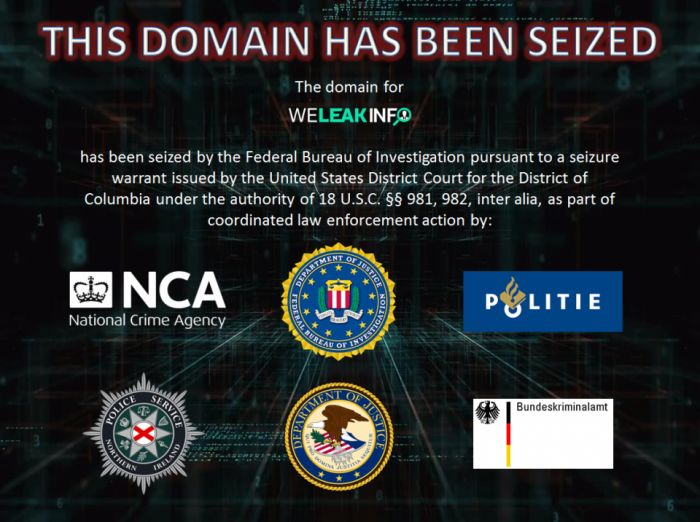 THIS DOMAIN HAS BEEN SEIZED
The domain for
WELEAKINFO
has been seized by the Federal Bureau of Investigation pursuant to a seizure
warrant issued by the United States District Court for the District of
Columbia under the authority of 18 U.S.C. §§ 981, 982, inter alia, as part of
coordinated law enforcement action by:
NCA
National Crime Agency
DEPARTMENT OF JUSTICE
FEDERAL BUREAU OF INVESTIGATION
POLITIE
POLICE SERVICE
NORTHERN IRELAND
DEPARTMENT OF JUSTICE
Bundeskriminalamt